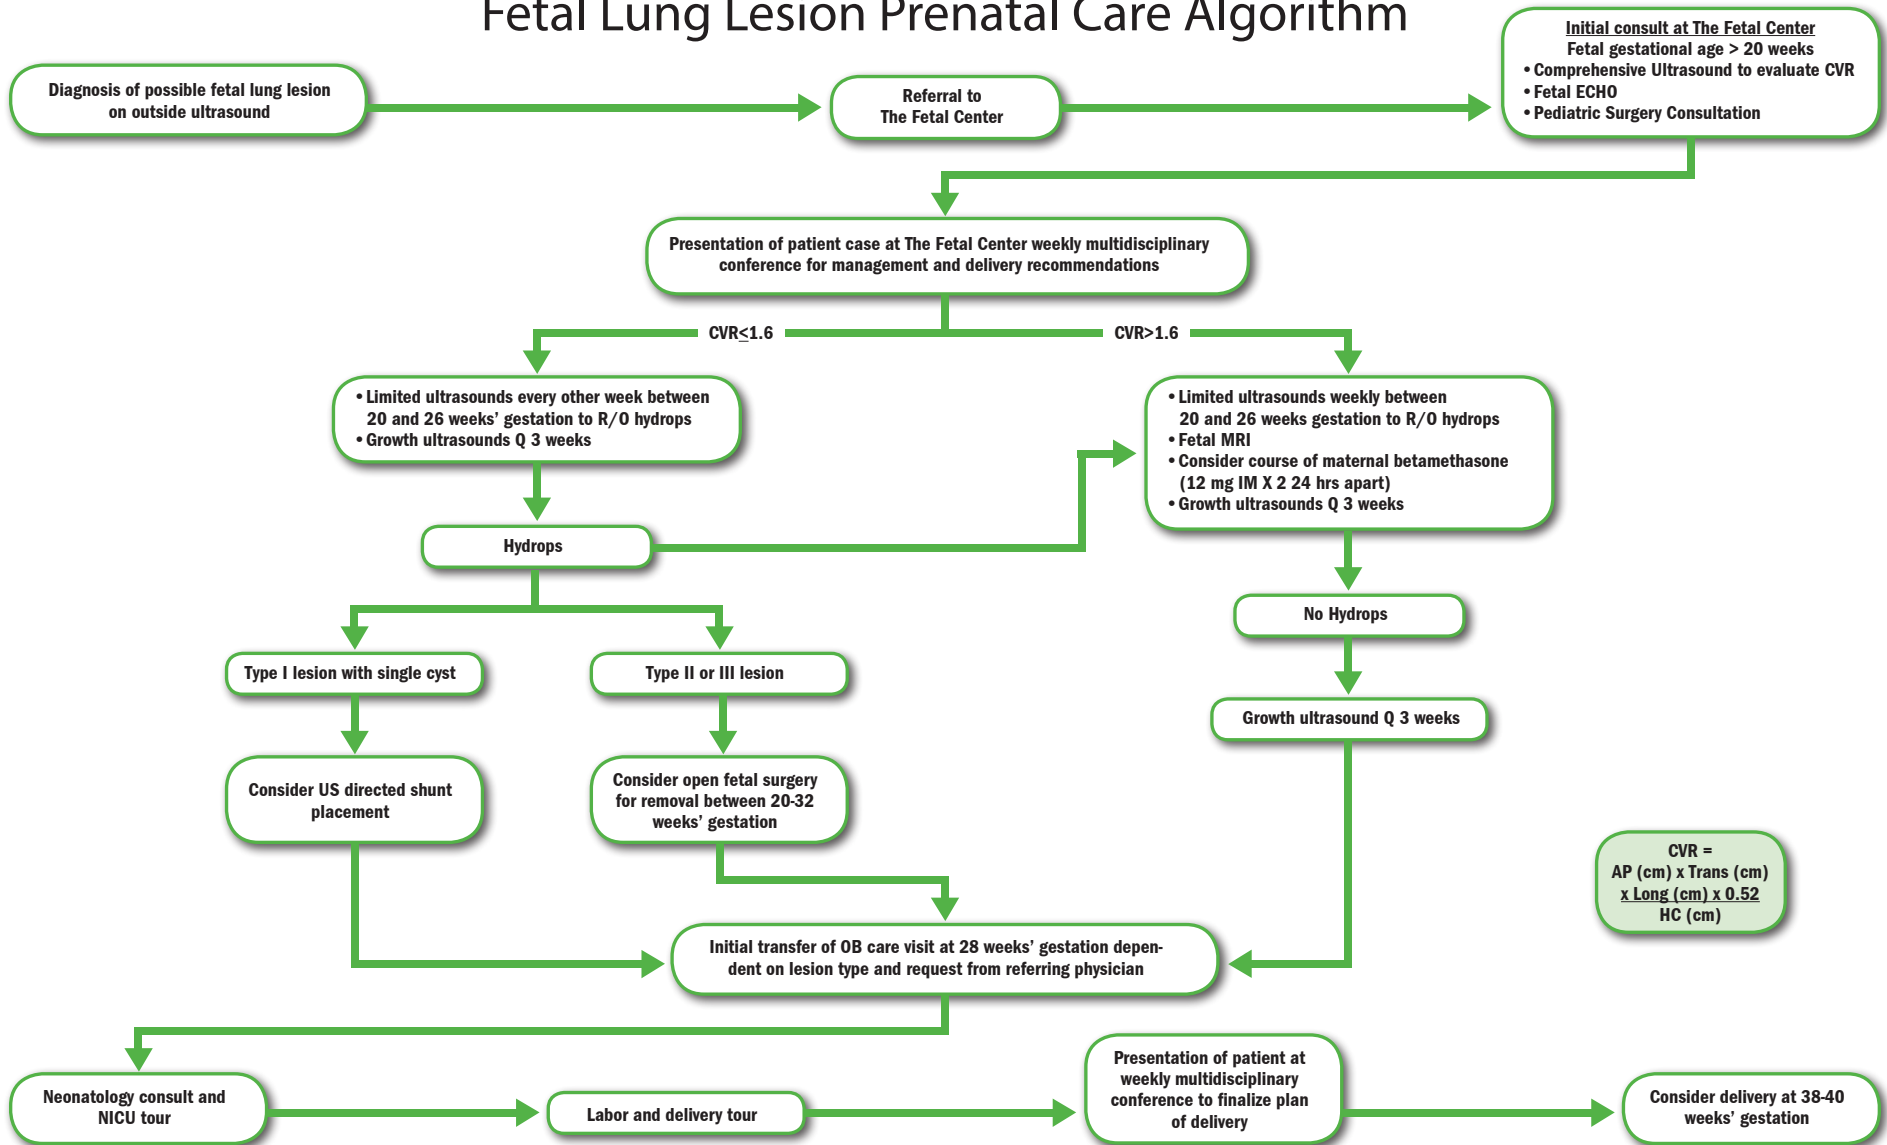 Fetal Lung Lesion Prenatal Care Algorithm
Diagnosis of possible fetal lung lesion
on outside ultrasound
Referral to
The Fetal Center
Initial consult at The Fetal Center
Fetal gestational age > 20 weeks
• Comprehensive Ultrasound to evaluate CVR
• Fetal ECHO
• Pediatric Surgery Consultation
Presentation of patient case at The Fetal Center weekly multidisciplinary
conference for management and delivery recommendations
CVR≤1.6
CVR>1.6
• Limited ultrasounds every other week between
20 and 26 weeks’ gestation to R/O hydrops
• Growth ultrasounds Q 3 weeks
• Limited ultrasounds weekly between
20 and 26 weeks gestation to R/O hydrops
• Fetal MRI
• Consider course of maternal betamethasone
(12 mg IM X 2 24 hrs apart)
• Growth ultrasounds Q 3 weeks
Hydrops
No Hydrops
Type I lesion with single cyst
Type II or III lesion
Growth ultrasound Q 3 weeks
Consider US directed shunt
placement
Consider open fetal surgery
for removal between 20-32
weeks’ gestation
CVR =
AP (cm) x Trans (cm)
x Long (cm) x 0.52
HC (cm)
Initial transfer of OB care visit at 28 weeks’ gestation depen-
dent on lesion type and request from referring physician
Neonatology consult and
NICU tour
Labor and delivery tour
Presentation of patient at
weekly multidisciplinary
conference to finalize plan
of delivery
Consider delivery at 38-40
weeks’ gestation